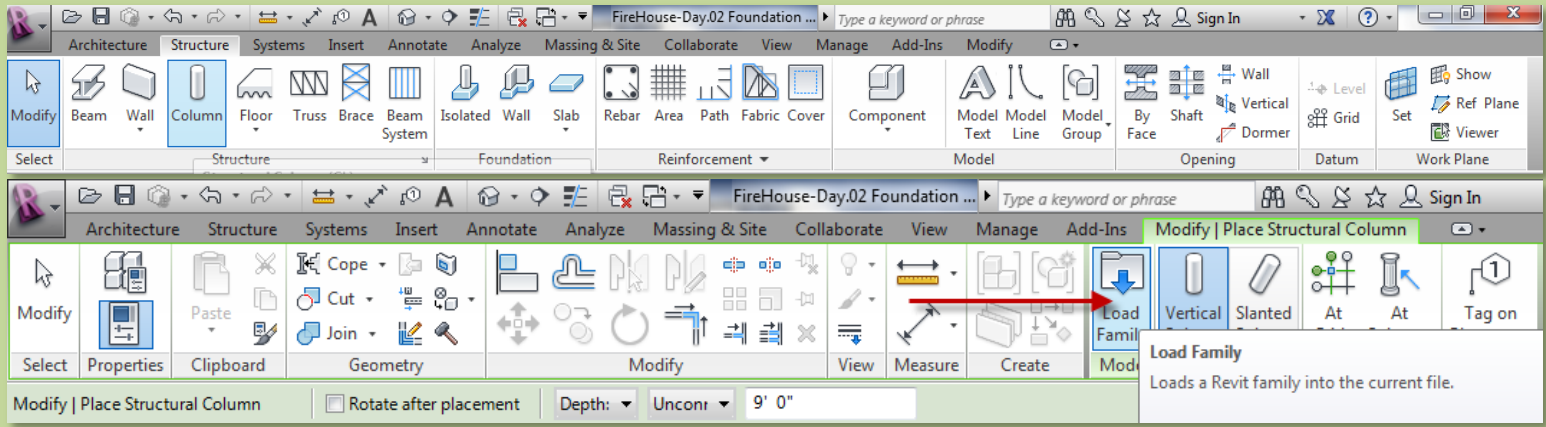 FireHouse-Day.02 Foundation ... Type a keyword or phrase Sign In
Architecture Structure Systems Insert Annotate Analyze Massing & Site Collaborate View Manage Add-Ins Modify
Modify Beam Wall Column Floor Truss Brace Beam System Isolated Wall Slab Rebar Area Path Fabric Cover Component Model Text Model Line Model Group By Face Shaft Wall Vertical Dormer Level Grid Set Show Ref Plane Viewer
Select Structure Foundation Reinforcement Model Opening Datum Work Plane
FireHouse-Day.02 Foundation ... Type a keyword or phrase Sign In
Architecture Structure Systems Insert Annotate Analyze Massing & Site Collaborate View Manage Add-Ins Modify | Place Structural Column
Modify Paste Cope Cut Join Load Vertical Slanted At At Tag on
Select Properties Clipboard Geometry Modify View Measure Create
Load Family
Loads a Revit family into the current file.
Modify | Place Structural Column Rotate after placement Depth: Unconr 9' 0"